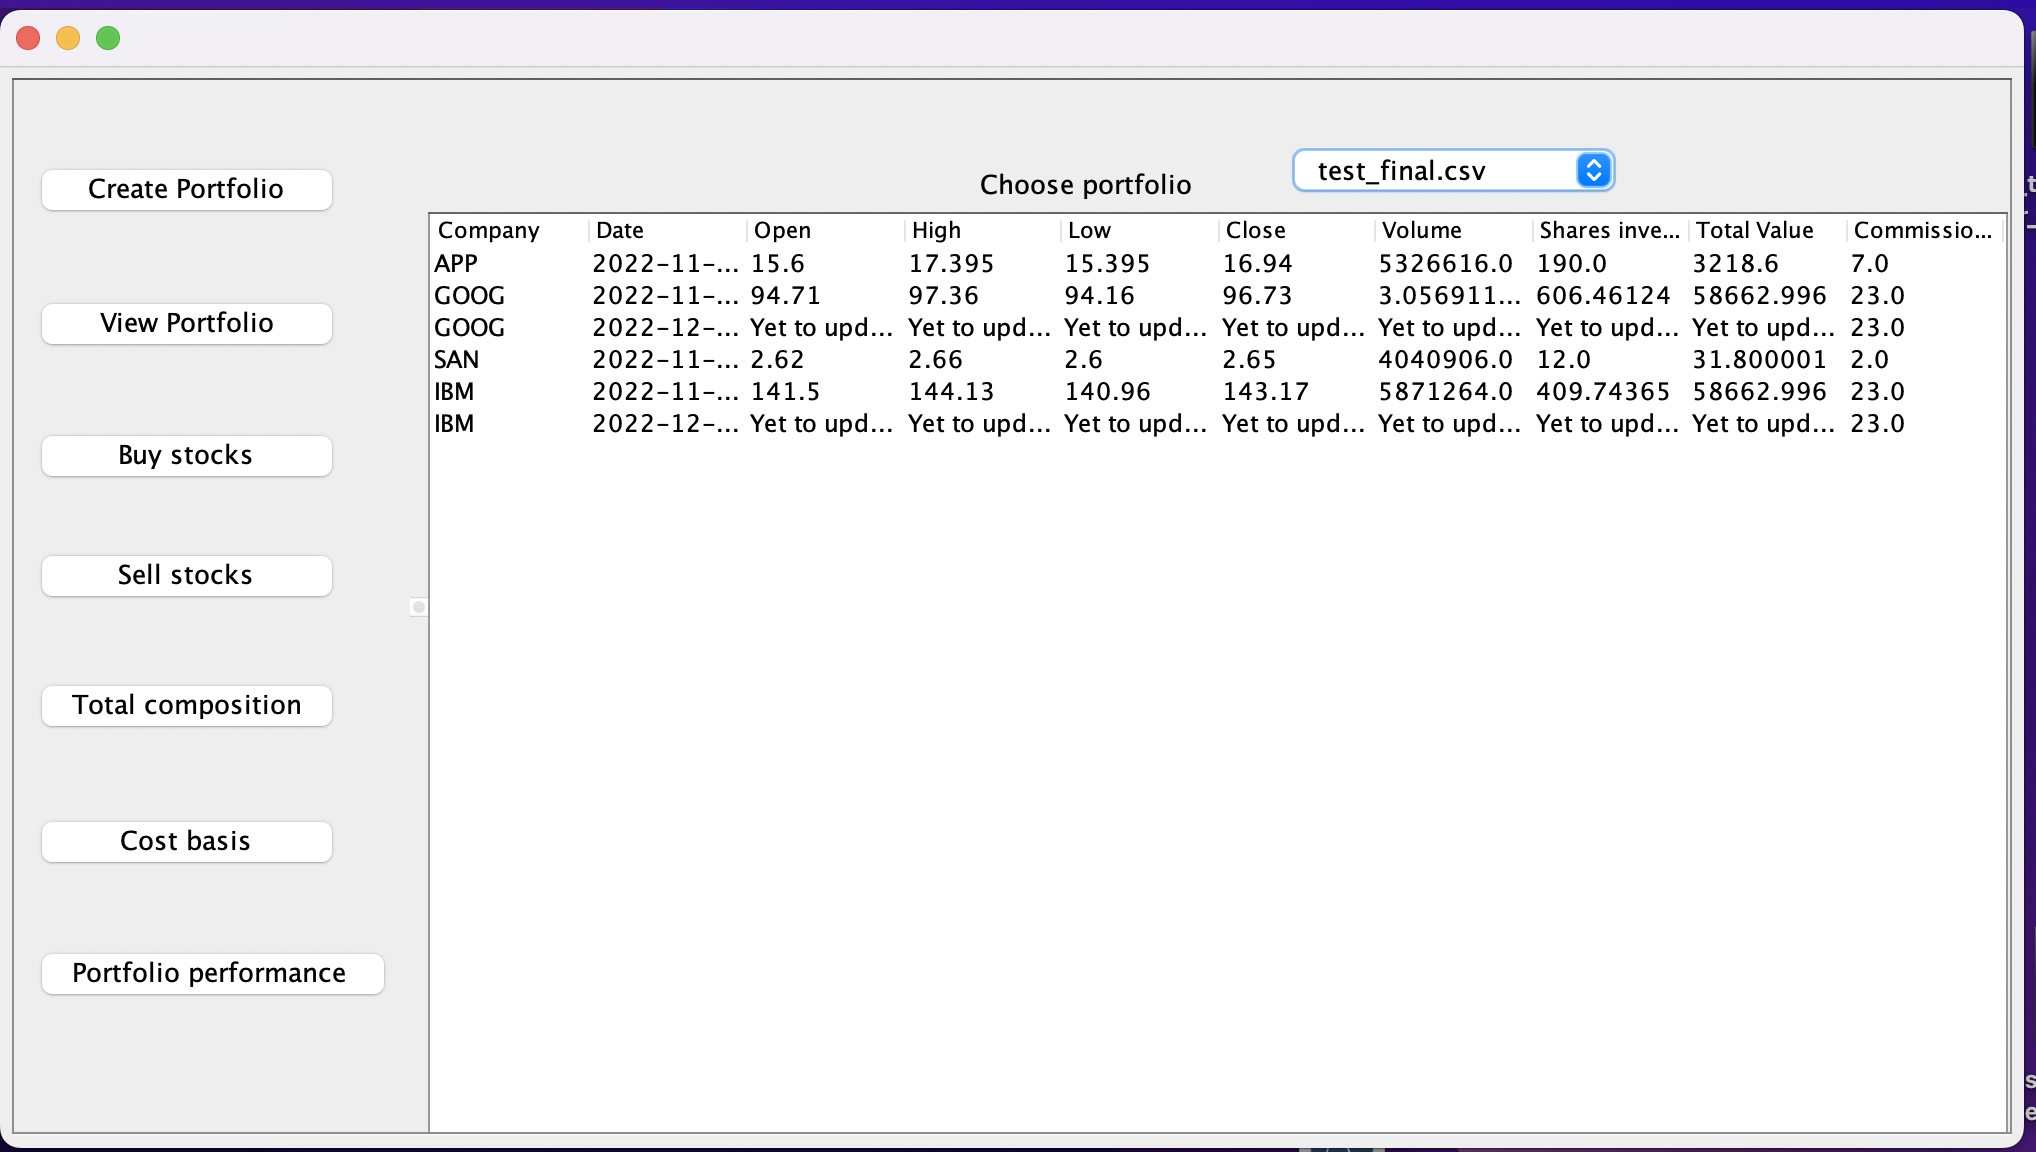 Create Portfolio
View Portfolio
Buy stocks
Sell stocks
Total composition
Cost basis
Portfolio performance
Choose portfolio test_final.csv
Company Date Open High Low Close Volume Shares inve... Total Value Commissio...
APP 2022-11-... 15.6 17.395 15.395 16.94 5326616.0 190.0 3218.6 7.0
GOOG 2022-11-... 94.71 97.36 94.16 96.73 3.056911... 606.46124 58662.996 23.0
GOOG 2022-12-... Yet to upd... Yet to upd... Yet to upd... Yet to upd... Yet to upd... Yet to upd... Yet to upd... 23.0
SAN 2022-11-... 2.62 2.66 2.6 2.65 4040906.0 12.0 31.800001 2.0
IBM 2022-11-... 141.5 144.13 140.96 143.17 5871264.0 409.74365 58662.996 23.0
IBM 2022-12-... Yet to upd... Yet to upd... Yet to upd... Yet to upd... Yet to upd... Yet to upd... Yet to upd... 23.0